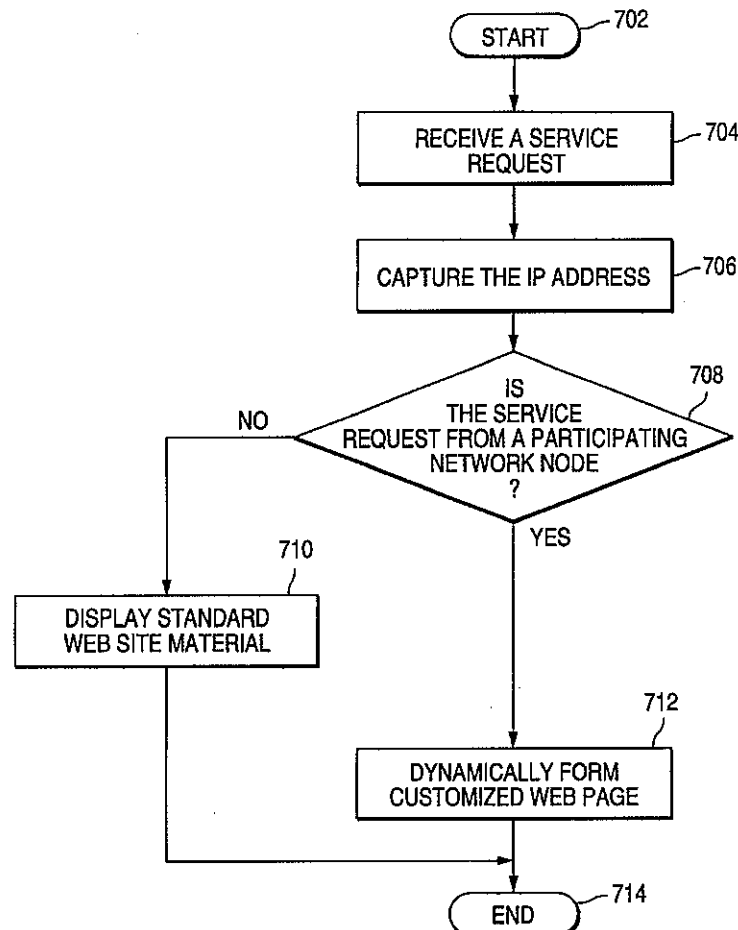 START
702
RECEIVE A SERVICE
REQUEST
704
CAPTURE THE IP ADDRESS
706
IS
THE SERVICE
REQUEST FROM A PARTICIPATING
NETWORK NODE
?
708
NO
YES
710
DISPLAY STANDARD
WEB SITE MATERIAL
712
DYNAMICALLY FORM
CUSTOMIZED WEB PAGE
END
714